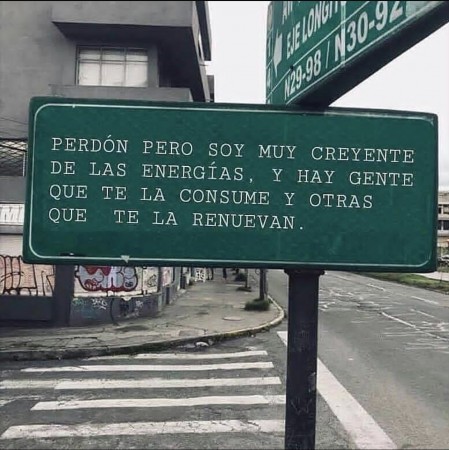 EJE LONGIT
N29-98 / N30-92
PERDÓN PERO SOY MUY CREYENTE
DE LAS ENERGÍAS, Y HAY GENTE
QUE TE LA CONSUME Y OTRAS
QUE TE LA RENUEVAN.